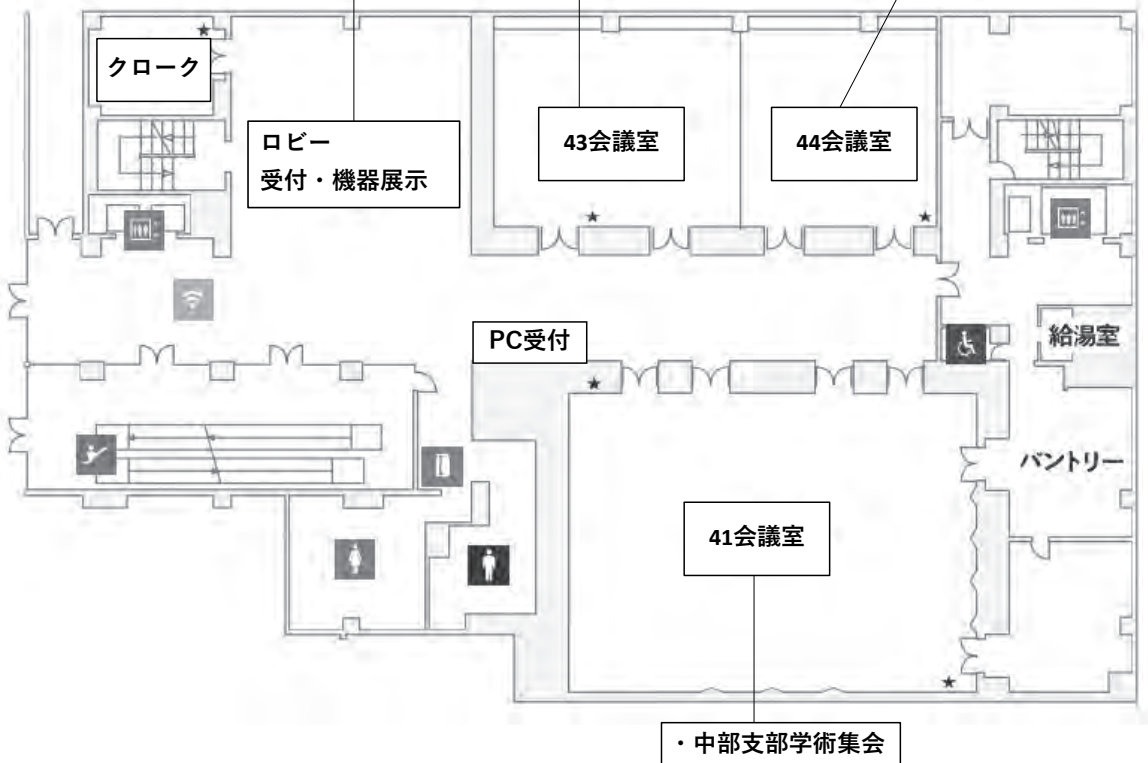 クローク
ロビー
受付・機器展示
43会議室
44会議室
PC受付
給湯室
パントリー
41会議室
・中部支部学術集会